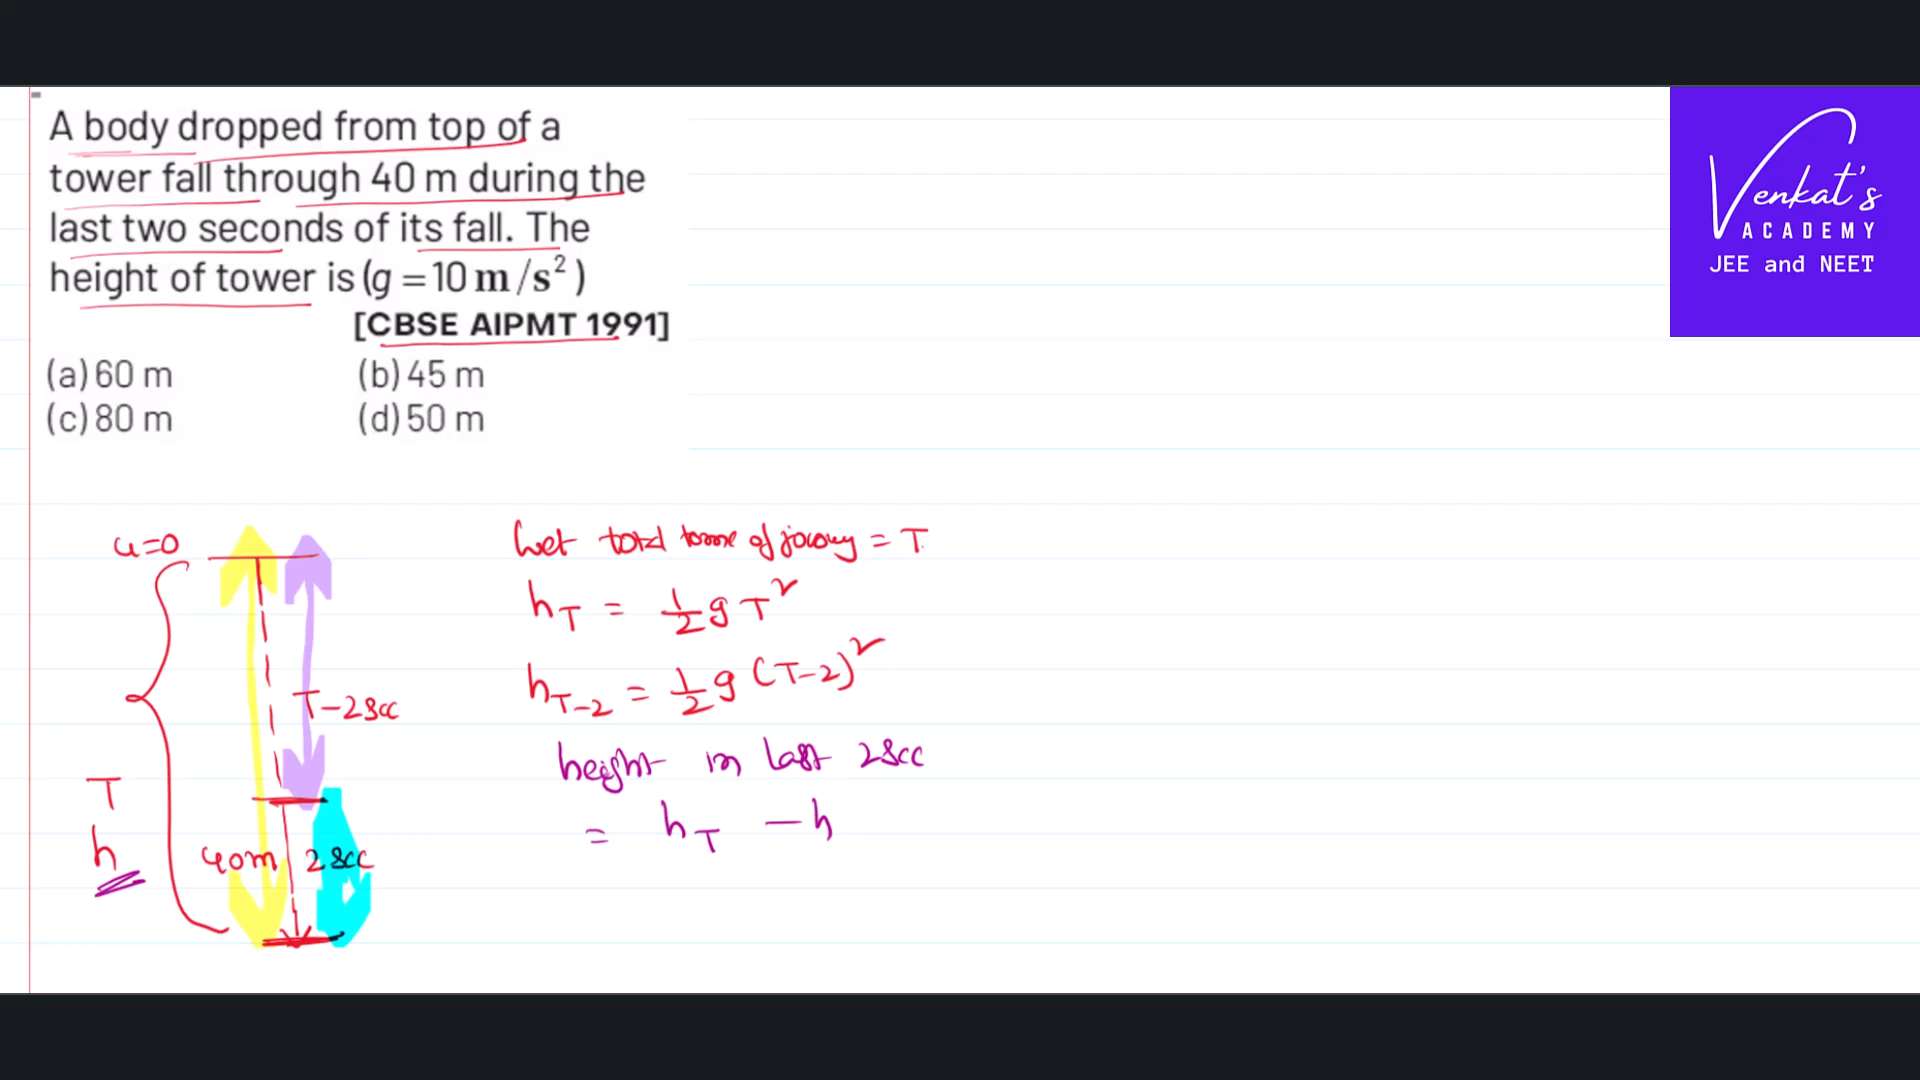 A body dropped from top of a
tower fall through 40 m during the
last two seconds of its fall. The
height of tower is (g = 10 m/s²)
[CBSE AIPMT 1991]
(a) 60 m (b) 45 m
(c) 80 m (d) 50 m
Venkat's
ACADEMY
JEE and NEET
u=0
T-2sec
T
h
40m 2sec
Let total time of journey = T
h_T = 1/2 g T²
h_T-2 = 1/2 g (T-2)²
height in last 2sec
= h_T - h